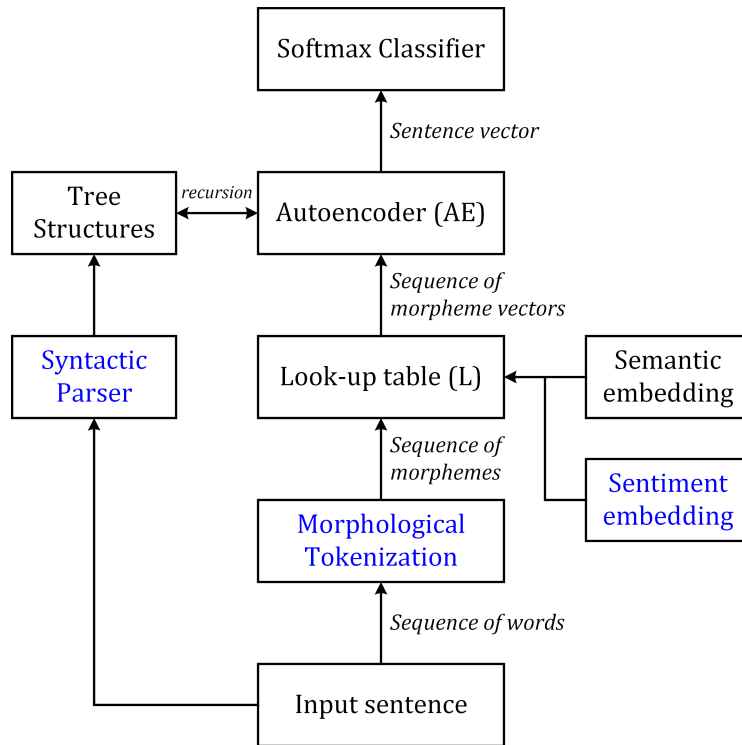 Softmax Classifier
Sentence vector
Tree
Structures
recursion
Autoencoder (AE)
Sequence of
morpheme vectors
Syntactic
Parser
Look-up table (L)
Semantic
embedding
Sequence of
morphemes
Sentiment
embedding
Morphological
Tokenization
Sequence of words
Input sentence